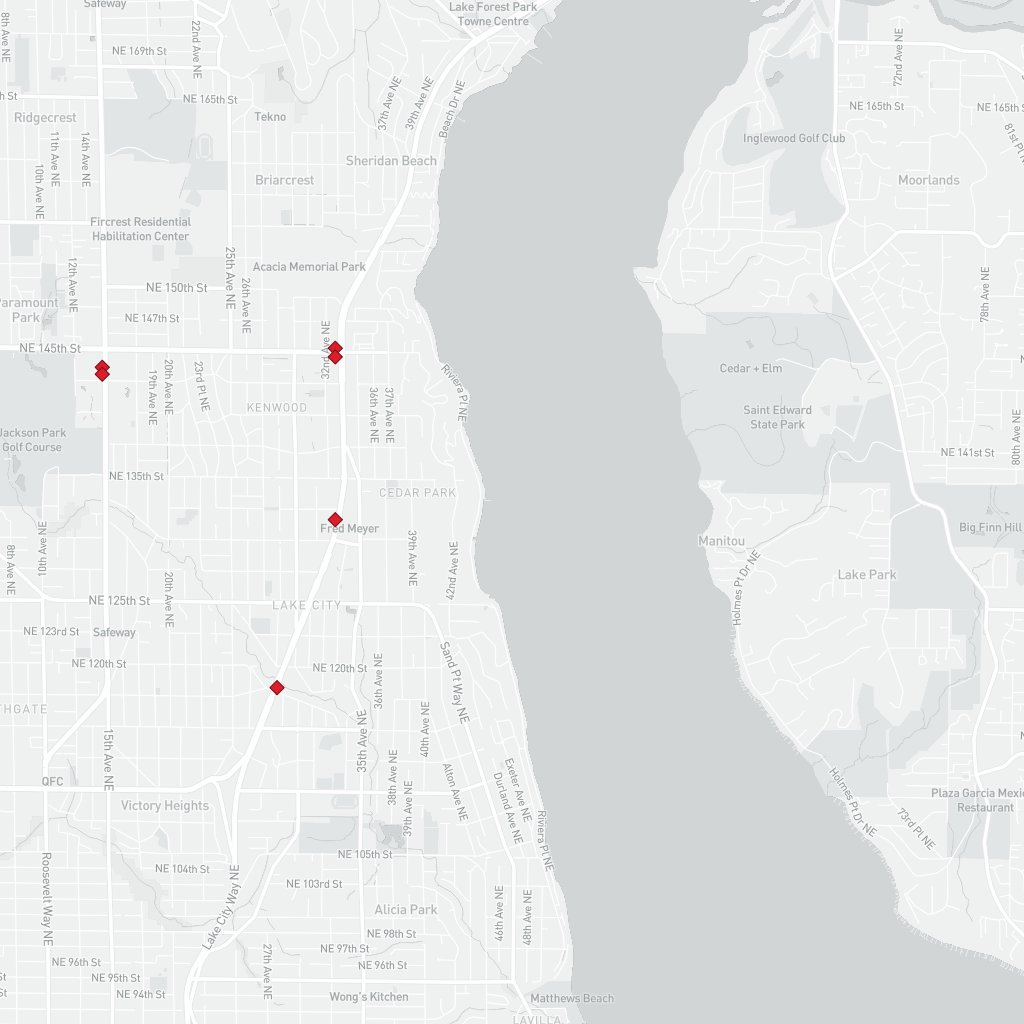 Safeway
Lake Forest Park
Towne Centre
8th Ave NE
22nd Ave NE
NE 169th St
72nd Ave NE
37th Ave NE
39th Ave NE
Beach Dr NE
NE 165th St
NE 165th St
NE 165th S
h St
Ridgecrest
Tekno
14th Ave NE
11th Ave NE
10th Ave NE
81st Pl N
Inglewood Golf Club
Sheridan Beach
Briarcrest
Moorlands
Fircrest Residential
Habilitation Center
12th Ave NE
25th Ave NE
26th Ave NE
Acacia Memorial Park
NE 150th St
78th Ave NE
Paramount
Park
NE 147th St
32nd Ave NE
NE 145th St
20th Ave NE
19th Ave NE
23rd Pl NE
Riviera Pl NE
Cedar + Elm
KENWOOD
36th Ave NE
37th Ave NE
Saint Edward
State Park
80th Ave NE
Jackson Park
Golf Course
NE 141st St
NE 135th St
CEDAR PARK
Fred Meyer
Big Finn Hill
10th Ave NE
8th Ave NE
20th Ave NE
39th Ave NE
42nd Ave NE
Manitou
Lake Park
Holmes Pt Dr NE
NE 125th St
LAKE CITY
NE 123rd St
Safeway
NE 120th St
NE 120th St
36th Ave NE
Sand Pt Way NE
THGATE
15th Ave NE
35th Ave NE
40th Ave NE
QFC
38th Ave NE
39th Ave NE
Alton Ave NE
Exeter Ave NE
Durland Ave NE
Riviera Pl NE
Holmes Pt Dr NE
73rd Pl NE
Plaza Garcia Mexic
Restaurant
Victory Heights
Roosevelt Way NE
NE 105th St
NE 104th St
NE 103rd St
Lake City Way NE
46th Ave NE
48th Ave NE
Alicia Park
NE 98th St
27th Ave NE
NE 97th St
NE 96th St
NE 96th St
NE 95th St
NE 94th St
Wong's Kitchen
Matthews Beach
LAVILLA